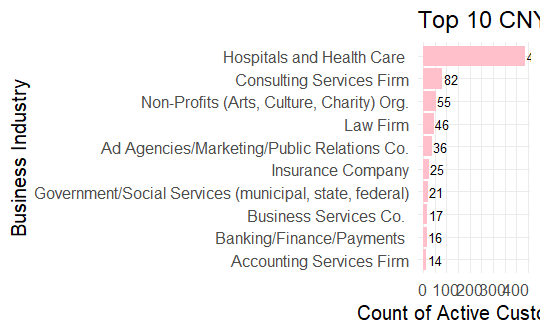 Top 10 CNY
Business Industry
Hospitals and Health Care 4
Consulting Services Firm 82
Non-Profits (Arts, Culture, Charity) Org. 55
Law Firm 46
Ad Agencies/Marketing/Public Relations Co. 36
Insurance Company 25
Government/Social Services (municipal, state, federal) 21
Business Services Co. 17
Banking/Finance/Payments 16
Accounting Services Firm 14
0 100 200 300 400
Count of Active Custo